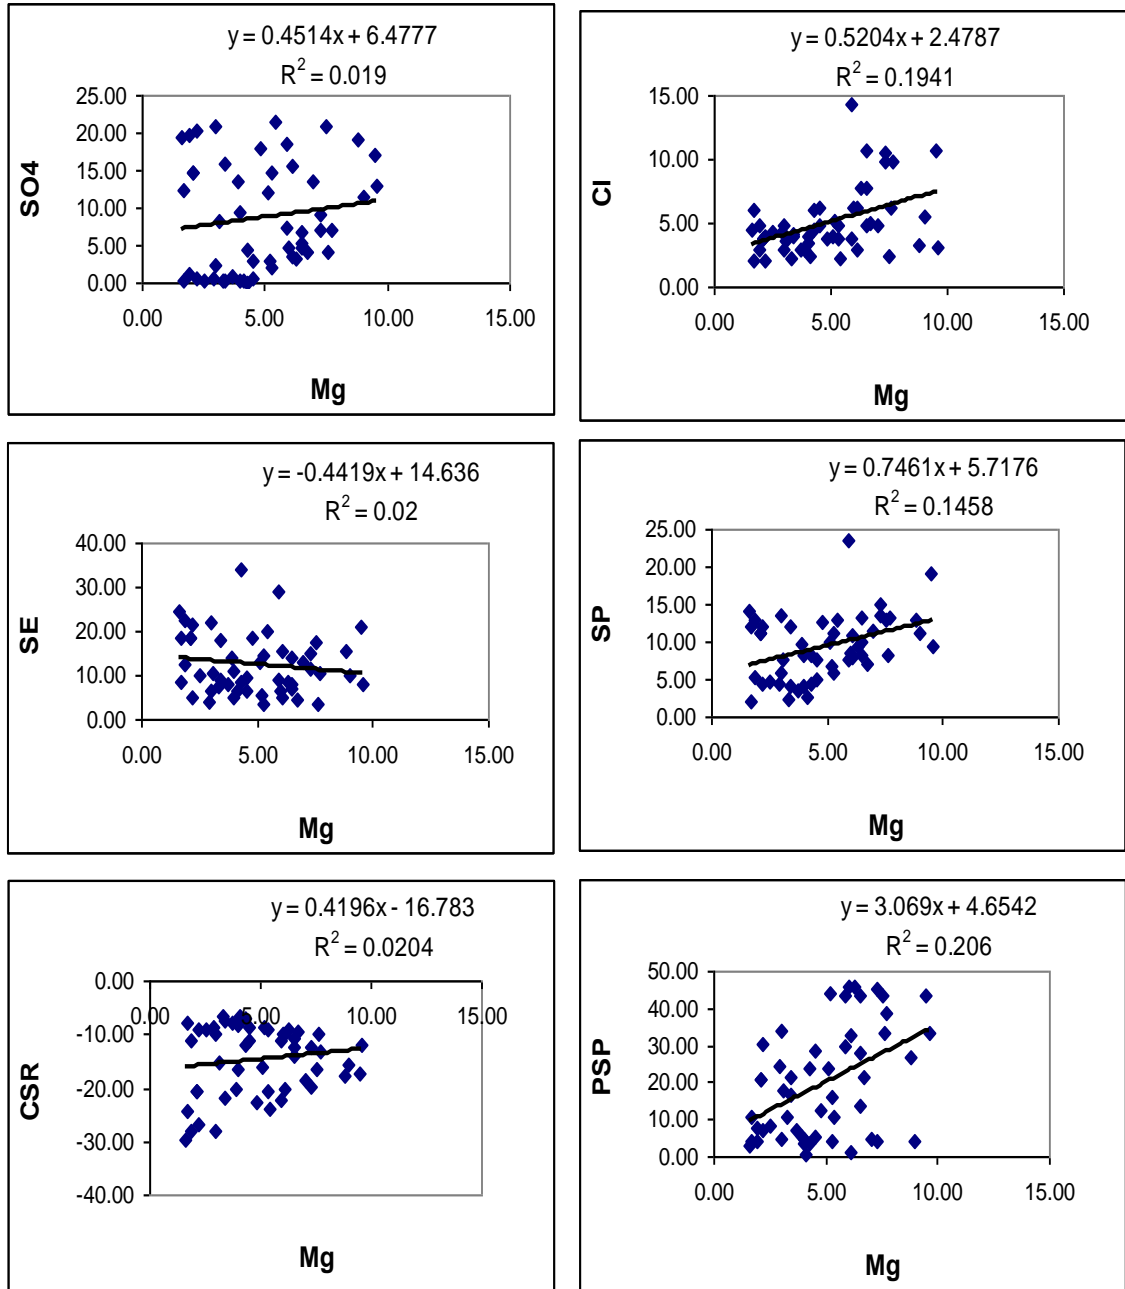 y = 0.4514x + 6.4777
R² = 0.019
25.00
20.00
15.00
10.00
5.00
0.00
0.00 5.00 10.00 15.00
SO4
Mg
y = 0.5204x + 2.4787
R² = 0.1941
15.00
10.00
5.00
0.00
0.00 5.00 10.00 15.00
Cl
Mg
y = -0.4419x + 14.636
R² = 0.02
40.00
30.00
20.00
10.00
0.00
0.00 5.00 10.00 15.00
SE
Mg
y = 0.7461x + 5.7176
R² = 0.1458
25.00
20.00
15.00
10.00
5.00
0.00
0.00 5.00 10.00 15.00
SP
Mg
y = 0.4196x - 16.783
R² = 0.0204
0.00
-10.00
-20.00
-30.00
-40.00
0.00 5.00 10.00 15.00
CSR
Mg
y = 3.069x + 4.6542
R² = 0.206
50.00
40.00
30.00
20.00
10.00
0.00
0.00 5.00 10.00 15.00
PSP
Mg